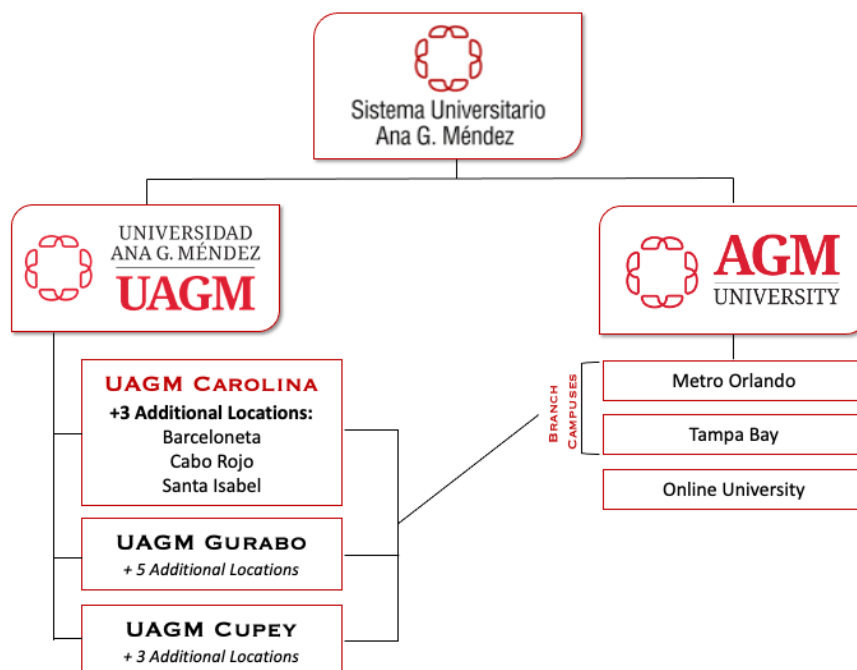 Sistema Universitario
Ana G. Méndez
UNIVERSIDAD
ANA G. MÉNDEZ
UAGM
AGM
UNIVERSITY
UAGM CAROLINA
+3 Additional Locations:
Barceloneta
Cabo Rojo
Santa Isabel
UAGM GURABO
+ 5 Additional Locations
UAGM CUPEY
+ 3 Additional Locations
BRANCH
CAMPUSES
Metro Orlando
Tampa Bay
Online University